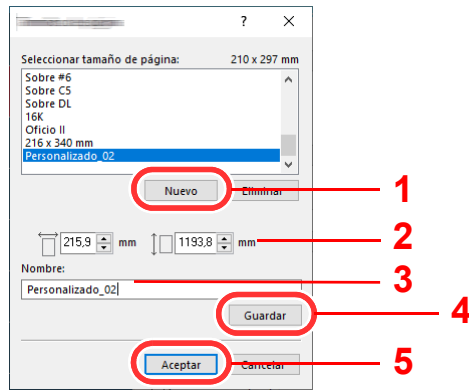 ?
Seleccionar tamaño de página: 210 x 297 mm
Sobre #6
Sobre C5
Sobre DL
16K
Oficio II
216 x 340 mm
Personalizado_02
Nuevo Eliminar 1
215,9 mm 1193,8 mm 2
Nombre:
3
Personalizado_02
Guardar 4
Aceptar Cancelar 5